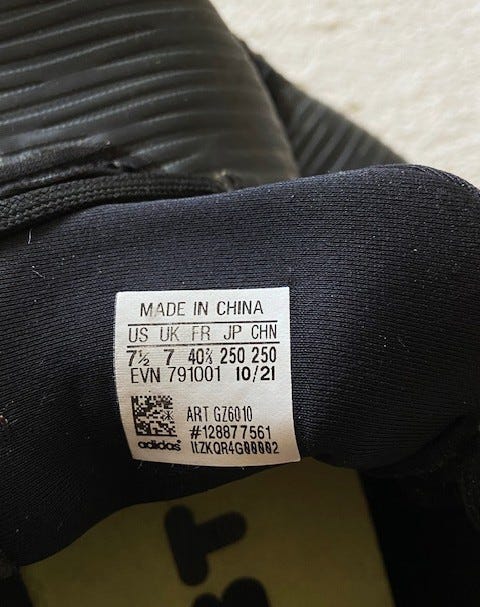 MADE IN CHINA
US UK FR JP CHN
7½ 7 40⅔ 250 250
EVN 791001 10/21
ART GZ6010
#128877561
adidas
BT